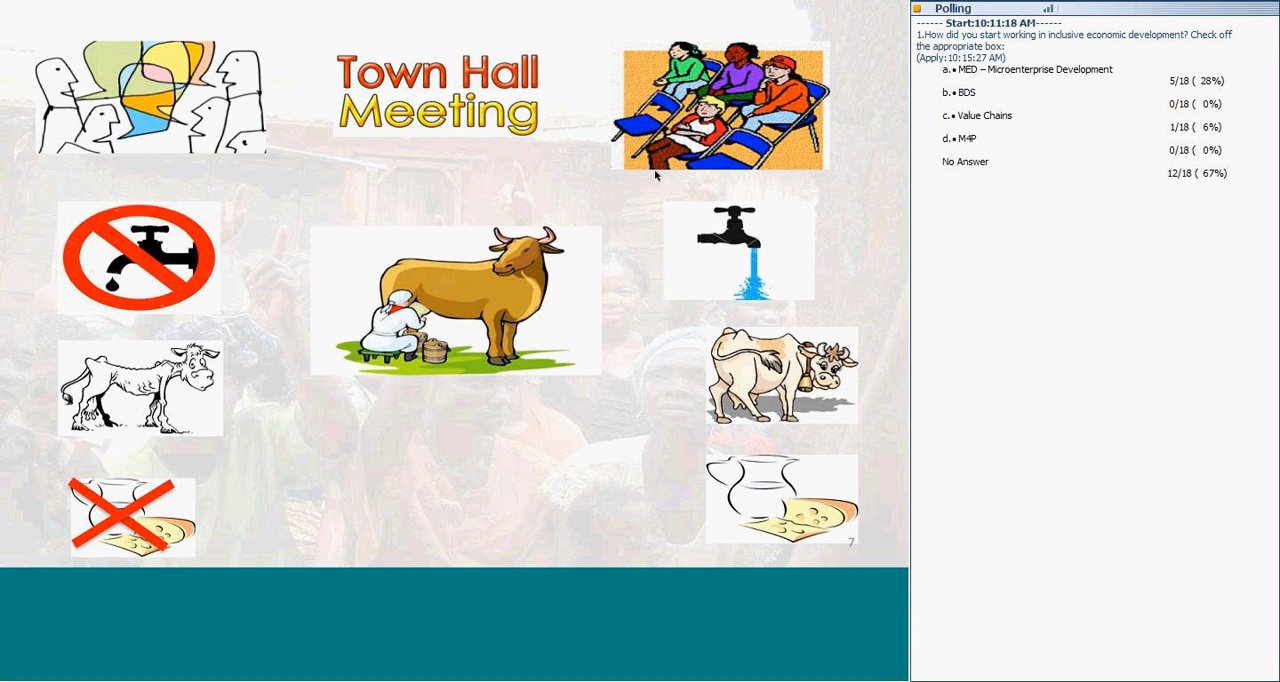 Town Hall
Meeting
7
Polling
------ Start:10:11:18 AM------
1.How did you start working in inclusive economic development? Check off
the appropriate box:
(Apply:10:15:27 AM)
a.• MED – Microenterprise Development
5/18 ( 28%)
b.• BDS
0/18 ( 0%)
c.• Value Chains
1/18 ( 6%)
d.• M4P
0/18 ( 0%)
No Answer
12/18 ( 67%)